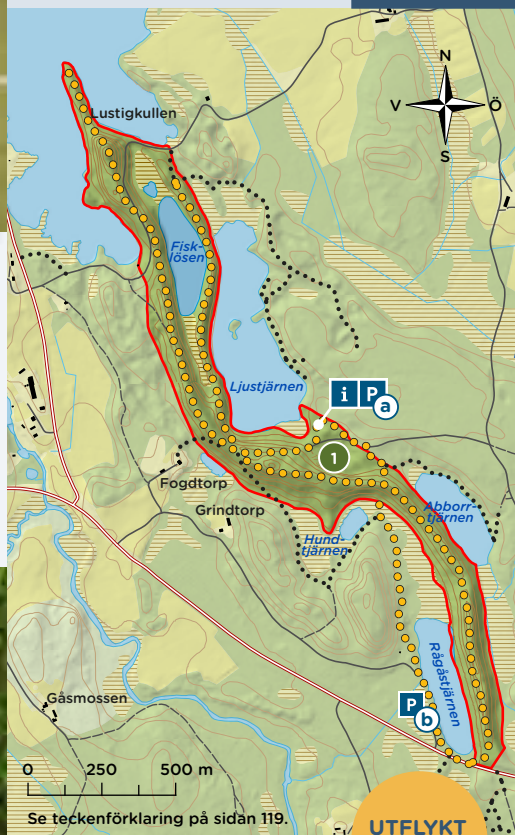 N
V
Ö
S
Lustigkullen
Fisk-
lösen
Ljustjärnen
i P
a
1
Fogdtorp
Grindtorp
Abborr-
tjärnen
Hund-
tjärnen
Rågåstjärnen
P
b
Gåsmossen
0 250 500 m
Se teckenförklaring på sidan 119.
UTFLYKT